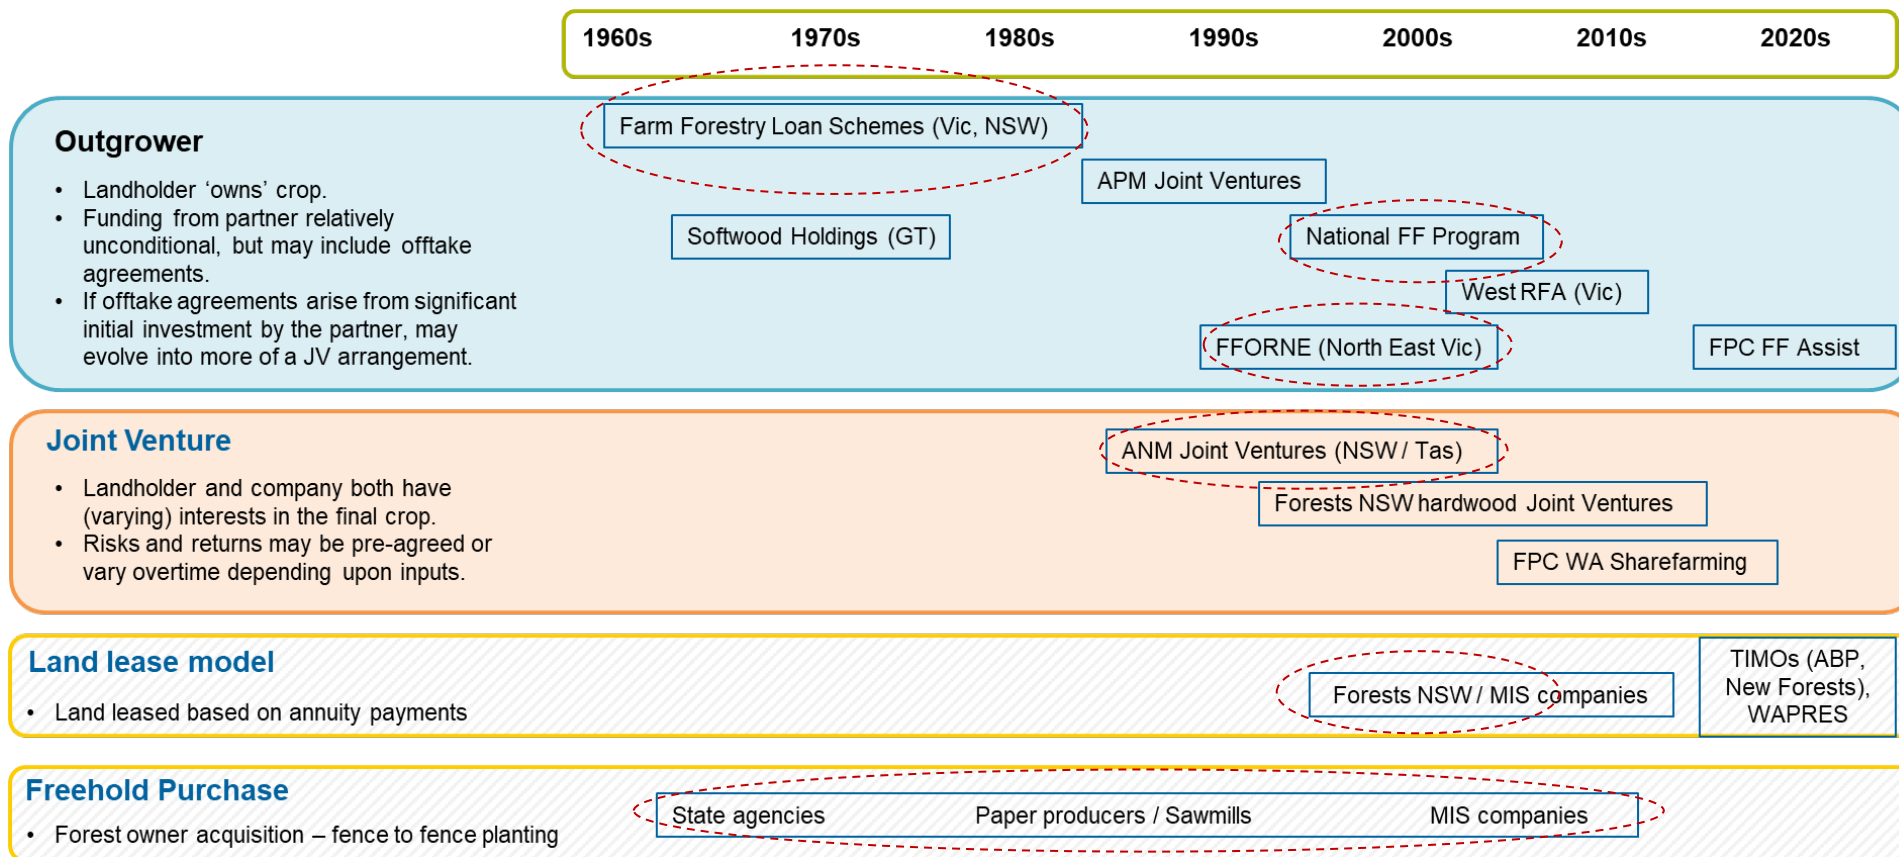 1960s 1970s 1980s 1990s 2000s 2010s 2020s
Outgrower
• Landholder ‘owns’ crop.
• Funding from partner relatively
unconditional, but may include offtake
agreements.
• If offtake agreements arise from significant
initial investment by the partner, may
evolve into more of a JV arrangement.
Farm Forestry Loan Schemes (Vic, NSW)
APM Joint Ventures
Softwood Holdings (GT)
National FF Program
West RFA (Vic)
FFORNE (North East Vic)
FPC FF Assist
Joint Venture
• Landholder and company both have
(varying) interests in the final crop.
• Risks and returns may be pre-agreed or
vary overtime depending upon inputs.
ANM Joint Ventures (NSW / Tas)
Forests NSW hardwood Joint Ventures
FPC WA Sharefarming
Land lease model
• Land leased based on annuity payments
Forests NSW / MIS companies
TIMOs (ABP,
New Forests),
WAPRES
Freehold Purchase
• Forest owner acquisition – fence to fence planting
State agencies Paper producers / Sawmills MIS companies